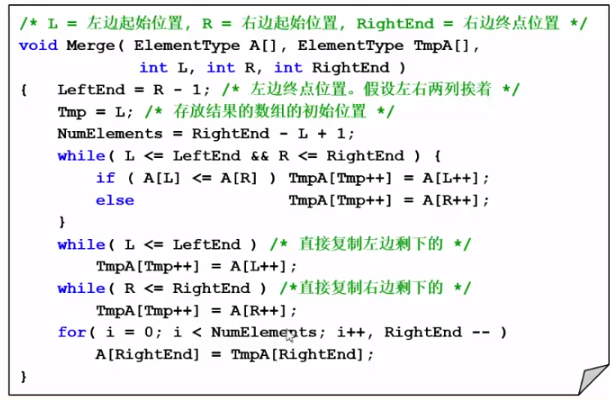 /* L = 左边起始位置, R = 右边起始位置, RightEnd = 右边终点位置 */
void Merge( ElementType A[], ElementType TmpA[],
            int L, int R, int RightEnd )
{   LeftEnd = R - 1; /* 左边终点位置。假设左右两列挨着 */
    Tmp = L; /* 存放结果的数组的初始位置 */
    NumElements = RightEnd - L + 1;
    while( L <= LeftEnd && R <= RightEnd ) {
        if ( A[L] <= A[R] ) TmpA[Tmp++] = A[L++];
        else                TmpA[Tmp++] = A[R++];
    }
    while( L <= LeftEnd ) /* 直接复制左边剩下的 */
        TmpA[Tmp++] = A[L++];
    while( R <= RightEnd ) /*直接复制右边剩下的 */
        TmpA[Tmp++] = A[R++];
    for( i = 0; i < NumElements; i++, RightEnd -- )
        A[RightEnd] = TmpA[RightEnd];
}